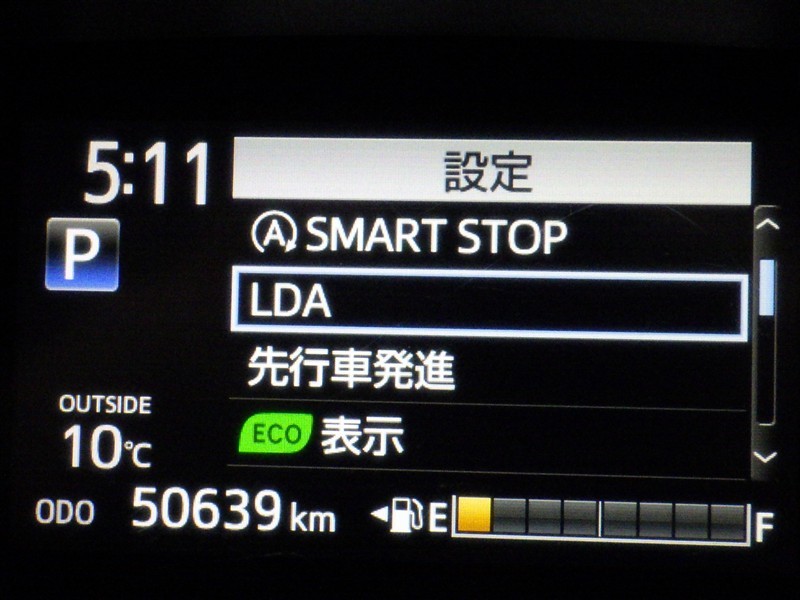 5:11
設定
P
A SMART STOP
LDA
先行車発進
ECO 表示
OUTSIDE
10℃
ODO 50639 km
E F